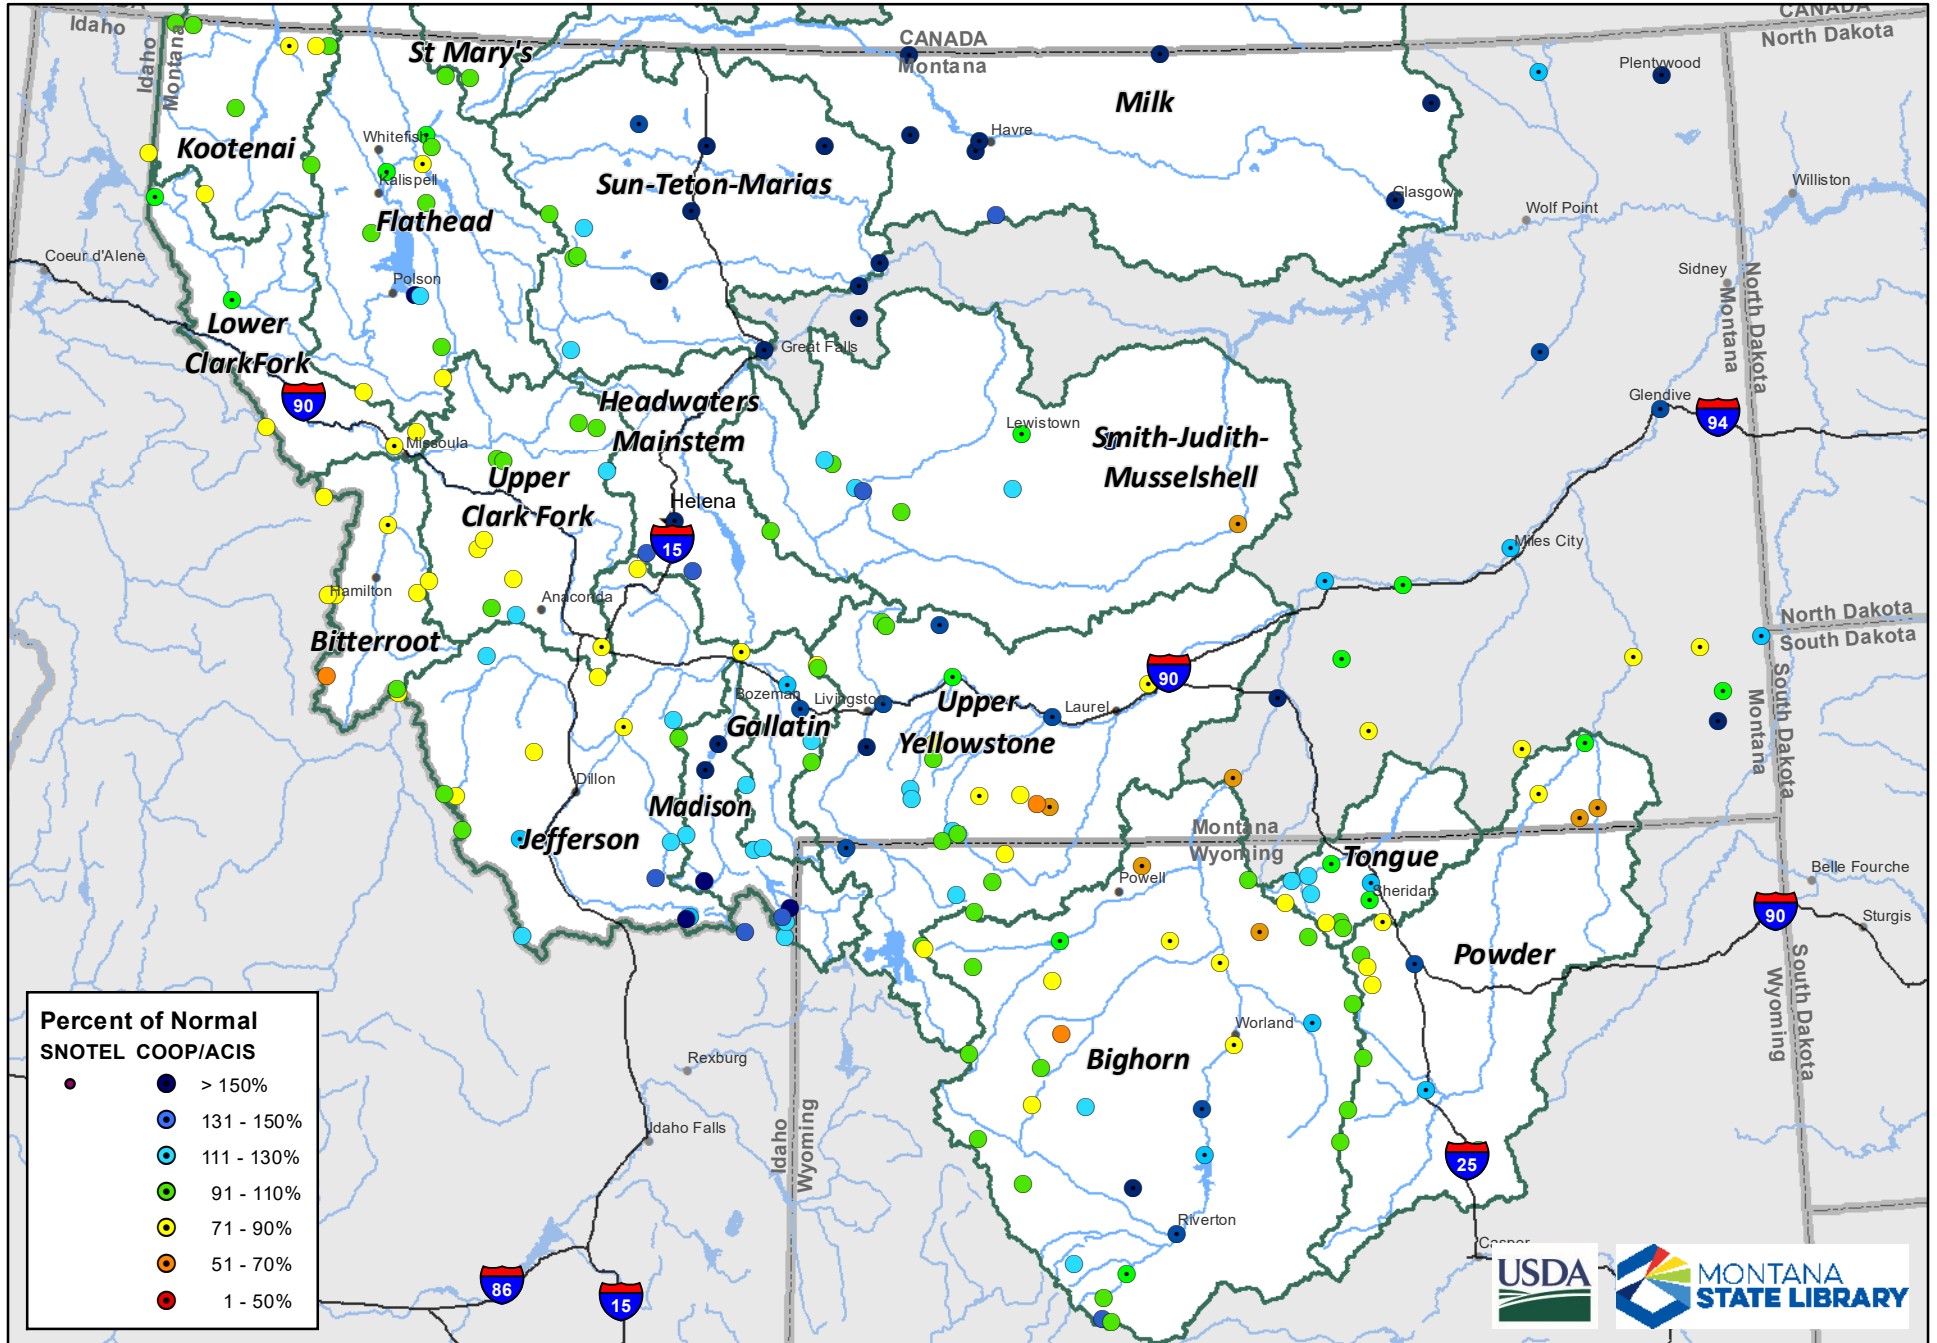 CANADA
Idaho
Idaho
Montana
St Mary's
CANADA
Montana
CANADA
North Dakota
Plentywood
Milk
Whitefish
Kootenai
Havre
Kalispell
Sun-Teton-Marias
Glasgow
Williston
Flathead
Wolf Point
Coeur d'Alene
Polson
Sidney
North Dakota
Montana
Lower
ClarkFork
Great Falls
90
Headwaters
Mainstem
Glendive
94
Missoula
Lewistown
Smith-Judith-
Musselshell
Upper
Clark Fork
Helena
15
Miles City
Hamilton
Anaconda
North Dakota
South Dakota
Bitterroot
90
Bozeman
Livingston
Upper
Yellowstone
Laurel
Gallatin
South Dakota
Montana
Dillon
Madison
Jefferson
Montana
Wyoming
Tongue
Powell
Sheridan
Belle Fourche
90
Sturgis
Powder
South Dakota
Wyoming
Percent of Normal
SNOTEL COOP/ACIS
> 150%
131 - 150%
111 - 130%
91 - 110%
71 - 90%
51 - 70%
1 - 50%
Worland
Rexburg
Bighorn
Idaho Falls
Idaho
Wyoming
25
Riverton
Casper
86
15
USDA
MONTANA
STATE LIBRARY